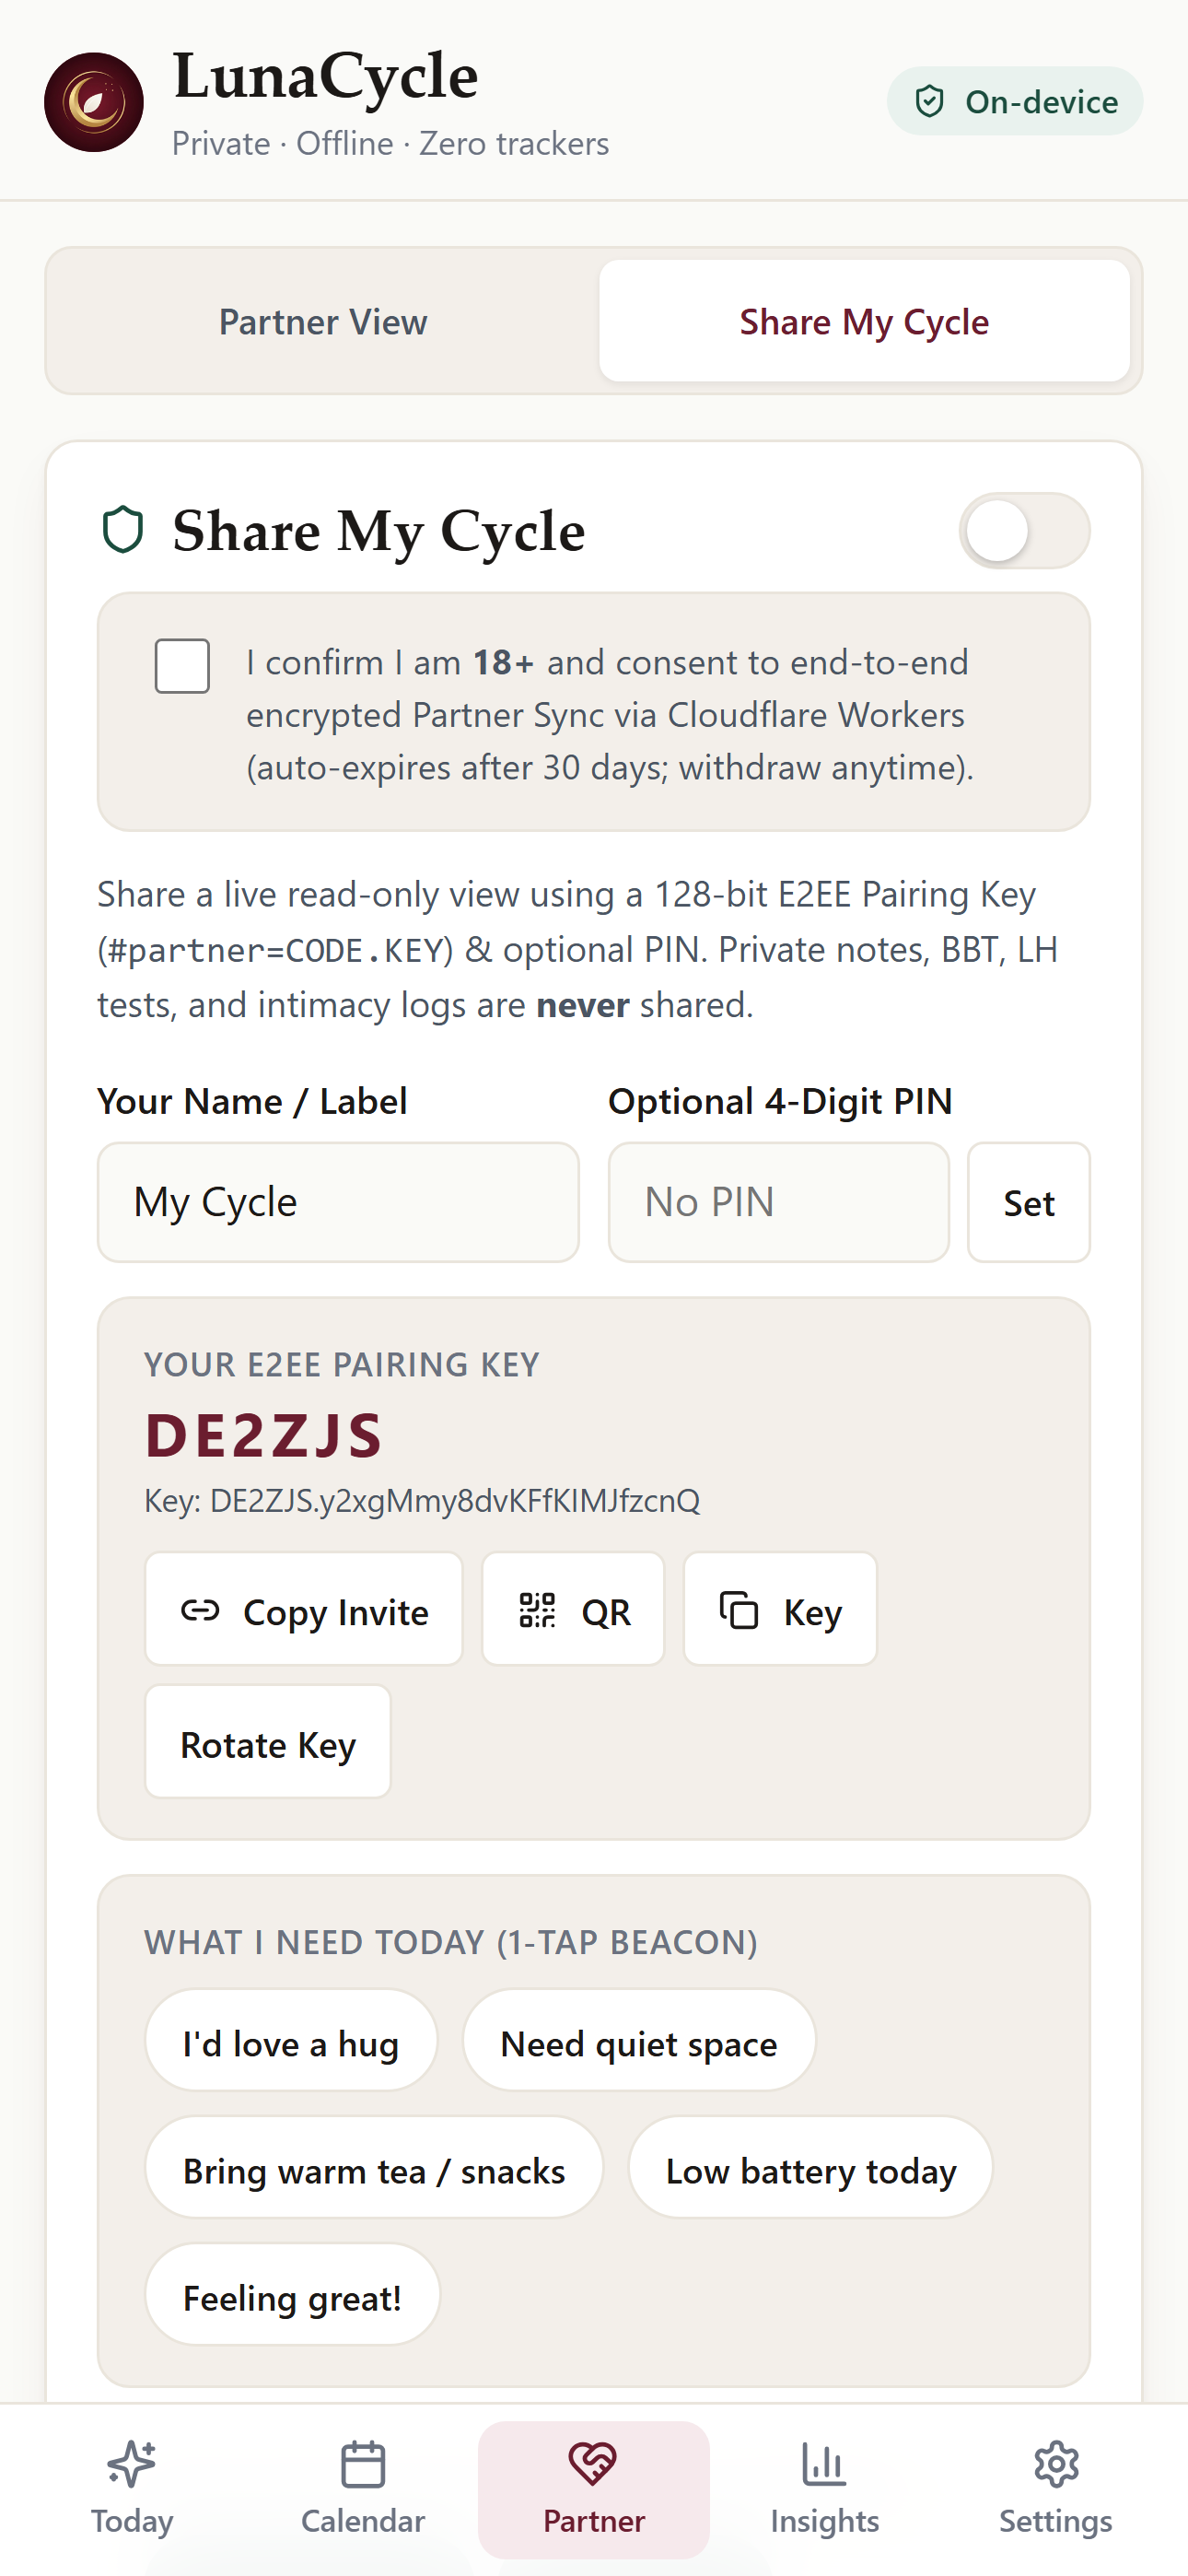 LunaCycle
Private · Offline · Zero trackers
On-device
Partner View
Share My Cycle
Share My Cycle
I confirm I am 18+ and consent to end-to-end
encrypted Partner Sync via Cloudflare Workers
(auto-expires after 30 days; withdraw anytime).
Share a live read-only view using a 128-bit E2EE Pairing Key
(#partner=CODE.KEY) & optional PIN. Private notes, BBT, LH
tests, and intimacy logs are never shared.
Your Name / Label
Optional 4-Digit PIN
My Cycle
No PIN
Set
YOUR E2EE PAIRING KEY
DE2ZJS
Key: DE2ZJS.y2xgMmy8dvKFfKIMJfzcnQ
Copy Invite
QR
Key
Rotate Key
WHAT I NEED TODAY (1-TAP BEACON)
I'd love a hug
Need quiet space
Bring warm tea / snacks
Low battery today
Feeling great!
Today
Calendar
Partner
Insights
Settings